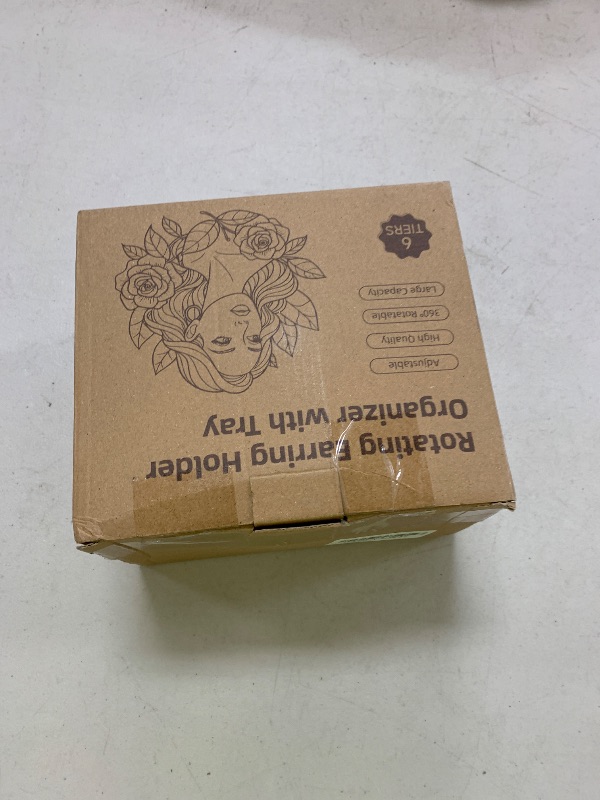 Rotating Earring Holder
Organizer with Tray
Adjustable
High Quality
360° Rotatable
Large Capacity
6
TIERS